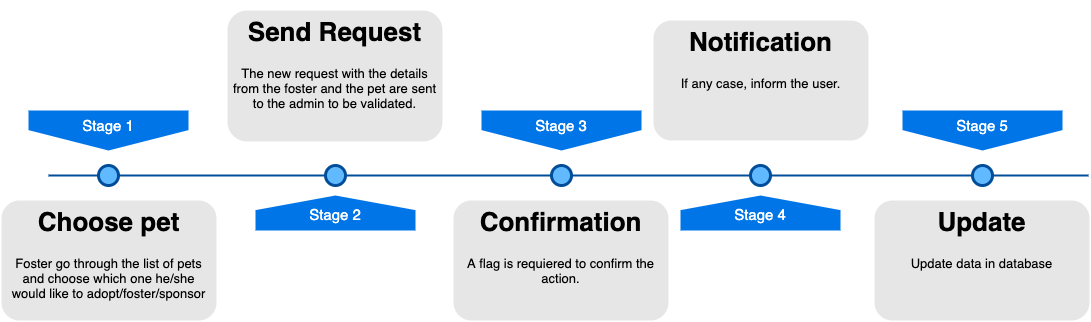 Stage 1
Choose pet
Foster go through the list of pets
and choose which one he/she
would like to adopt/foster/sponsor
Send Request
The new request with the details
from the foster and the pet are sent
to the admin to be validated.
Stage 2
Stage 3
Confirmation
A flag is requiered to confirm the
action.
Notification
If any case, inform the user.
Stage 4
Stage 5
Update
Update data in database